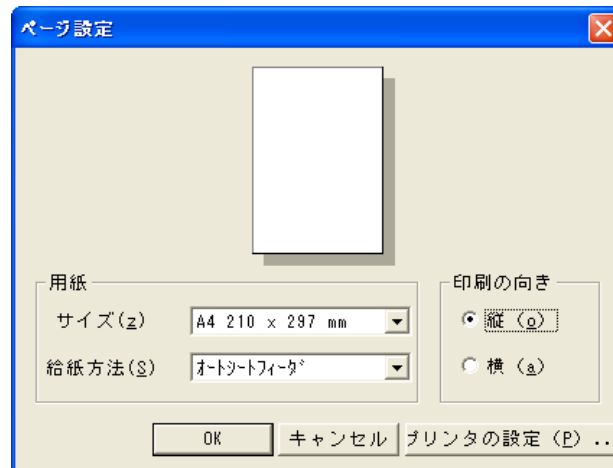 ページ設定
用紙
サイズ(z)
A4 210 x 297 mm
給紙方法(S)
ｵｰﾄｼｰﾄﾌｨｰﾀﾞ
印刷の向き
縦 (o)
横 (a)
OK
キャンセル
プリンタの設定 (P) ..